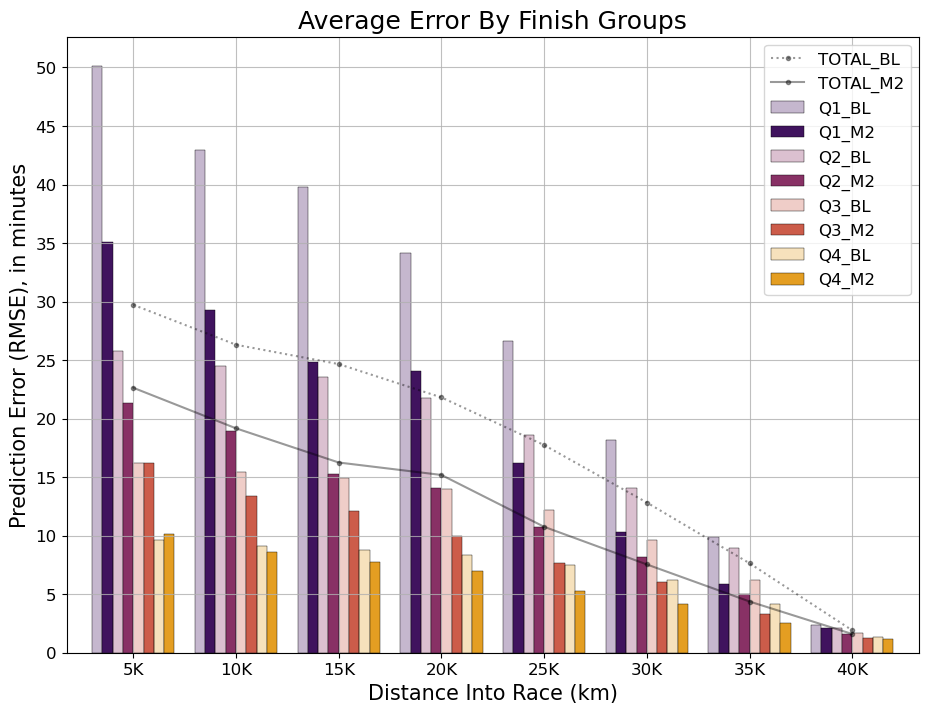 Average Error By Finish Groups
Prediction Error (RMSE), in minutes
50
45
40
35
30
25
20
15
10
5
0
TOTAL_BL
TOTAL_M2
Q1_BL
Q1_M2
Q2_BL
Q2_M2
Q3_BL
Q3_M2
Q4_BL
Q4_M2
5K 10K 15K 20K 25K 30K 35K 40K
Distance Into Race (km)